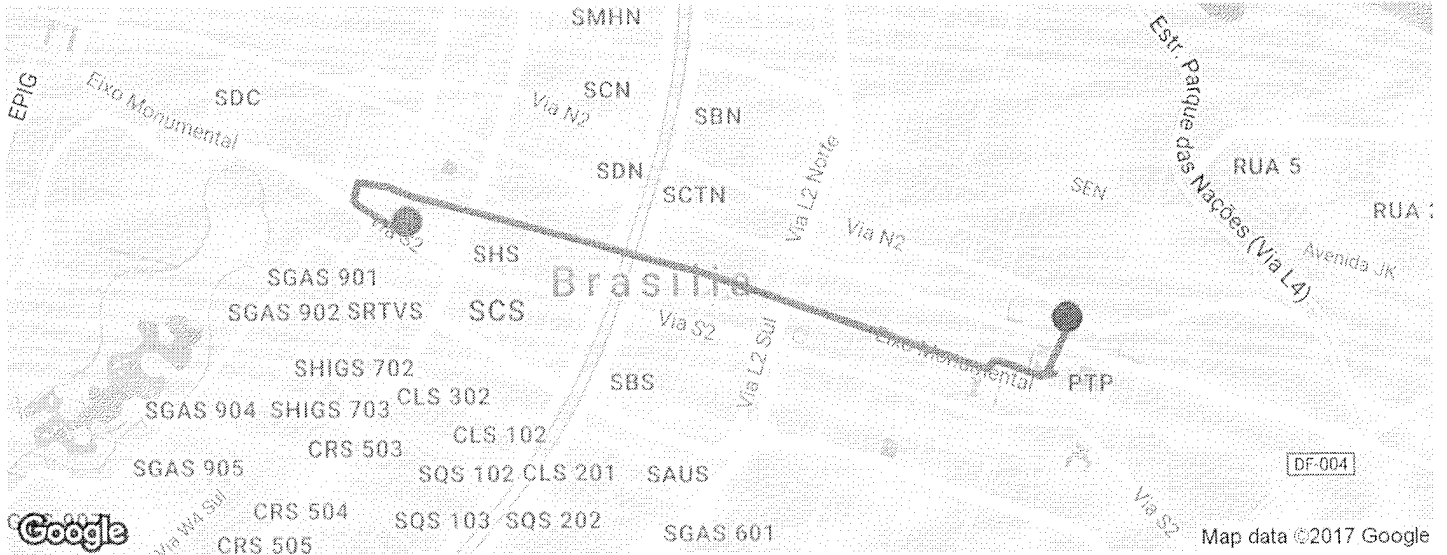 SMHN
EPIG
Eixo Monumental
SDC
SCN
Via N2
SBN
Estr. Parque das Nações (Via L4)
SDN
SCTN
Via L2 Norte
SEN
RUA 5
RUA
Via S2
SHS
Via N2
Avenida JK
SGAS 901
Brasília
SGAS 902
SRTVS
SCS
Via S2
Via L2 Sul
Eixo Monumental
SHIGS 702
SBS
PTP
CLS 302
SGAS 904
SHIGS 703
CLS 102
CRS 503
SGAS 905
SQS 102
CLS 201
SAUS
DF-004
Via W4 Sul
CRS 504
SQS 103
SQS 202
Via S2
Google
SGAS 601
CRS 505
Map data ©2017 Google